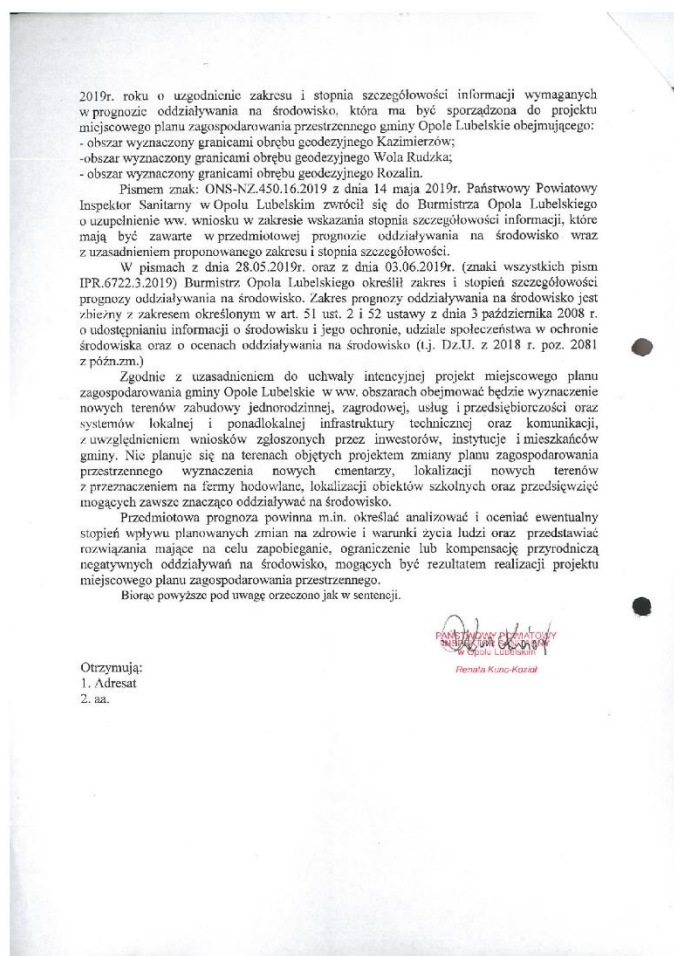 2019r. roku o uzgodnienie zakresu i stopnia szczegółowości informacji wymaganych
w prognozie oddziaływania na środowisko, która ma być sporządzona do projektu
miejscowego planu zagospodarowania przestrzennego gminy Opole Lubelskie obejmującego:
- obszar wyznaczony granicami obrębu geodezyjnego Kazimierzów;
-obszar wyznaczony granicami obrębu geodezyjnego Wola Rudzka;
- obszar wyznaczony granicami obrębu geodezyjnego Rozalin.
Pismem znak: ONS-NZ.450.16.2019 z dnia 14 maja 2019r. Państwowy Powiatowy
Inspektor Sanitarny w Opolu Lubelskim zwrócił się do Burmistrza Opola Lubelskiego
o uzupełnienie ww. wniosku w zakresie wskazania stopnia szczegółowości informacji, które
mają być zawarte w przedmiotowej prognozie oddziaływania na środowisko wraz
z uzasadnieniem proponowanego zakresu i stopnia szczegółowości.
W pismach z dnia 28.05.2019r. oraz z dnia 03.06.2019r. (znaki wszystkich pism
IPR.6722.3.2019) Burmistrz Opola Lubelskiego określił zakres i stopień szczegółowości
prognozy oddziaływania na środowisko. Zakres prognozy oddziaływania na środowisko jest
zbieżny z zakresem określonym w art. 51 ust. 2 i 52 ustawy z dnia 3 października 2008 r.
o udostępnianiu informacji o środowisku i jego ochronie, udziale społeczeństwa w ochronie
środowiska oraz o ocenach oddziaływania na środowisko (t.j. Dz.U. z 2018 r. poz. 2081
z późn.zm.)
Zgodnie z uzasadnieniem do uchwały intencyjnej projekt miejscowego planu
zagospodarowania gminy Opole Lubelskie w ww. obszarach obejmować będzie wyznaczenie
nowych terenów zabudowy jednorodzinnej, zagrodowej, usług i przedsiębiorczości oraz
systemów lokalnej i ponadlokalnej infrastruktury technicznej oraz komunikacji,
z uwzględnieniem wniosków zgłoszonych przez inwestorów, instytucje i mieszkańców
gminy. Nie planuje się na terenach objętych projektem zmiany planu zagospodarowania
przestrzennego wyznaczenia nowych cmentarzy, lokalizacji nowych terenów
z przeznaczeniem na fermy hodowlane, lokalizacji obiektów szkolnych oraz przedsięwzięć
mogących zawsze znacząco oddziaływać na środowisko.
Przedmiotowa prognoza powinna m.in. określać analizować i oceniać ewentualny
stopień wpływu planowanych zmian na zdrowie i warunki życia ludzi oraz przedstawiać
rozwiązania mające na celu zapobieganie, ograniczenie lub kompensację przyrodniczą
negatywnych oddziaływań na środowisko, mogących być rezultatem realizacji projektu
miejscowego planu zagospodarowania przestrzennego.
Biorąc powyższe pod uwagę orzeczono jak w sentencji.
PAŃSTWOWY POWIATOWY
INSPEKTOR SANITARNY
w Opolu Lubelskim
Renata Kuno-Kozioł
Otrzymują:
1. Adresat
2. aa.